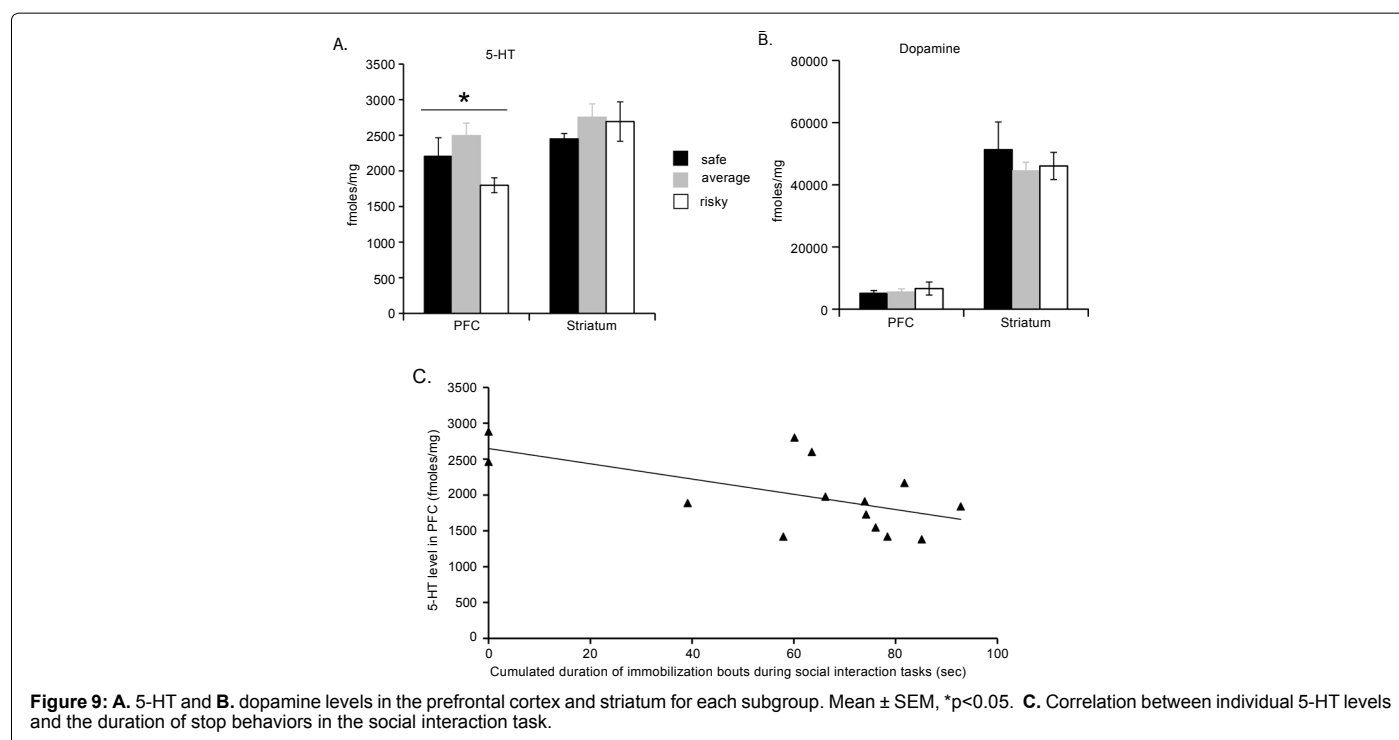 A.
5-HT
3500
3000
2500
2000
1500
1000
500
0
fmoles/mg
*
PFC
Striatum
safe
average
risky
B.
Dopamine
80000
60000
40000
20000
0
fmoles/mg
PFC
Striatum
C.
3500
3000
2500
2000
1500
1000
500
0
5-HT level in PFC (fmoles/mg)
0 20 40 60 80 100
Cumulated duration of immobilization bouts during social interaction tasks (sec)
Figure 9: A. 5-HT and B. dopamine levels in the prefrontal cortex and striatum for each subgroup. Mean ± SEM, *p<0.05. C. Correlation between individual 5-HT levels
and the duration of stop behaviors in the social interaction task.